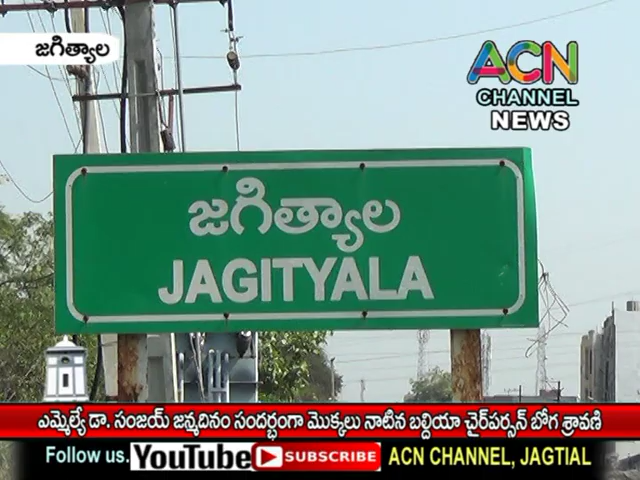 జగిత్యాల
ACN
CHANNEL
NEWS
జగిత్యాల
JAGITYALA
ఎమ్మెల్యే డా. సంజయ్ జన్మదినం సందర్భంగా మొక్కలు నాటిన బల్దియా చైర్‌పర్సన్ బోగ శ్రావణి
Follow us. YouTube SUBSCRIBE ACN CHANNEL, JAGTIAL